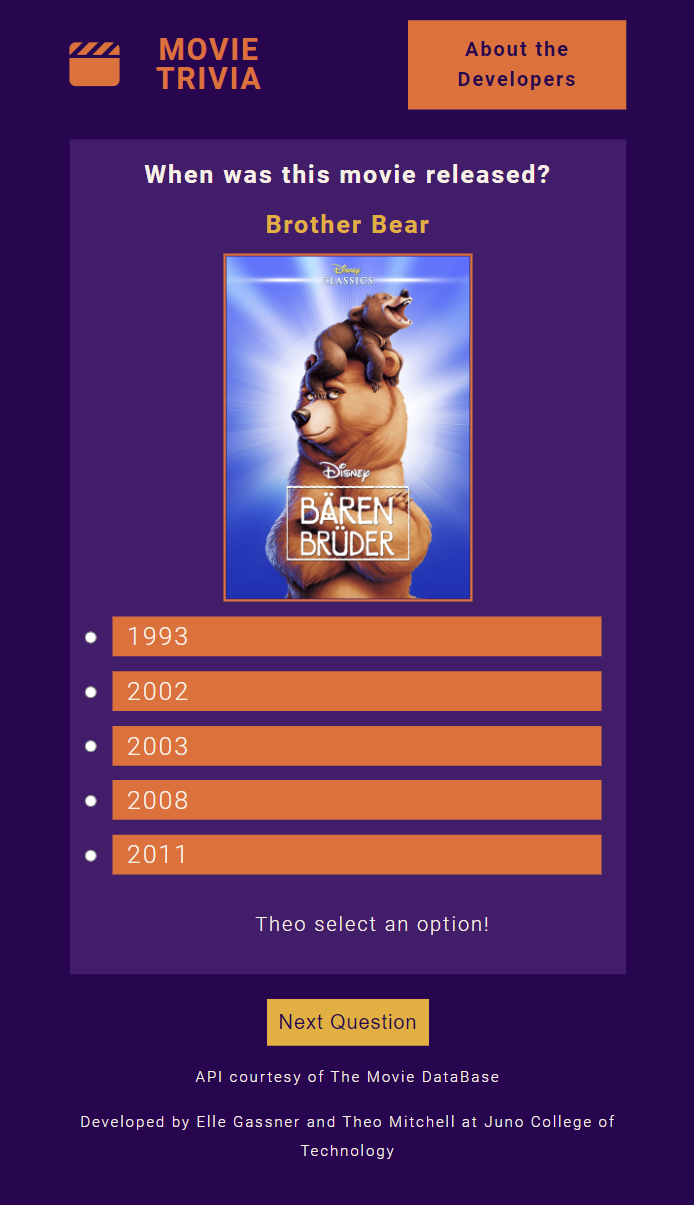 MOVIE
TRIVIA
About the
Developers
When was this movie released?
Brother Bear
Disney
CLASSICS
Disney
BÄREN
BRÜDER
1993
2002
2003
2008
2011
Theo select an option!
Next Question
API courtesy of The Movie DataBase
Developed by Elle Gassner and Theo Mitchell at Juno College of
Technology